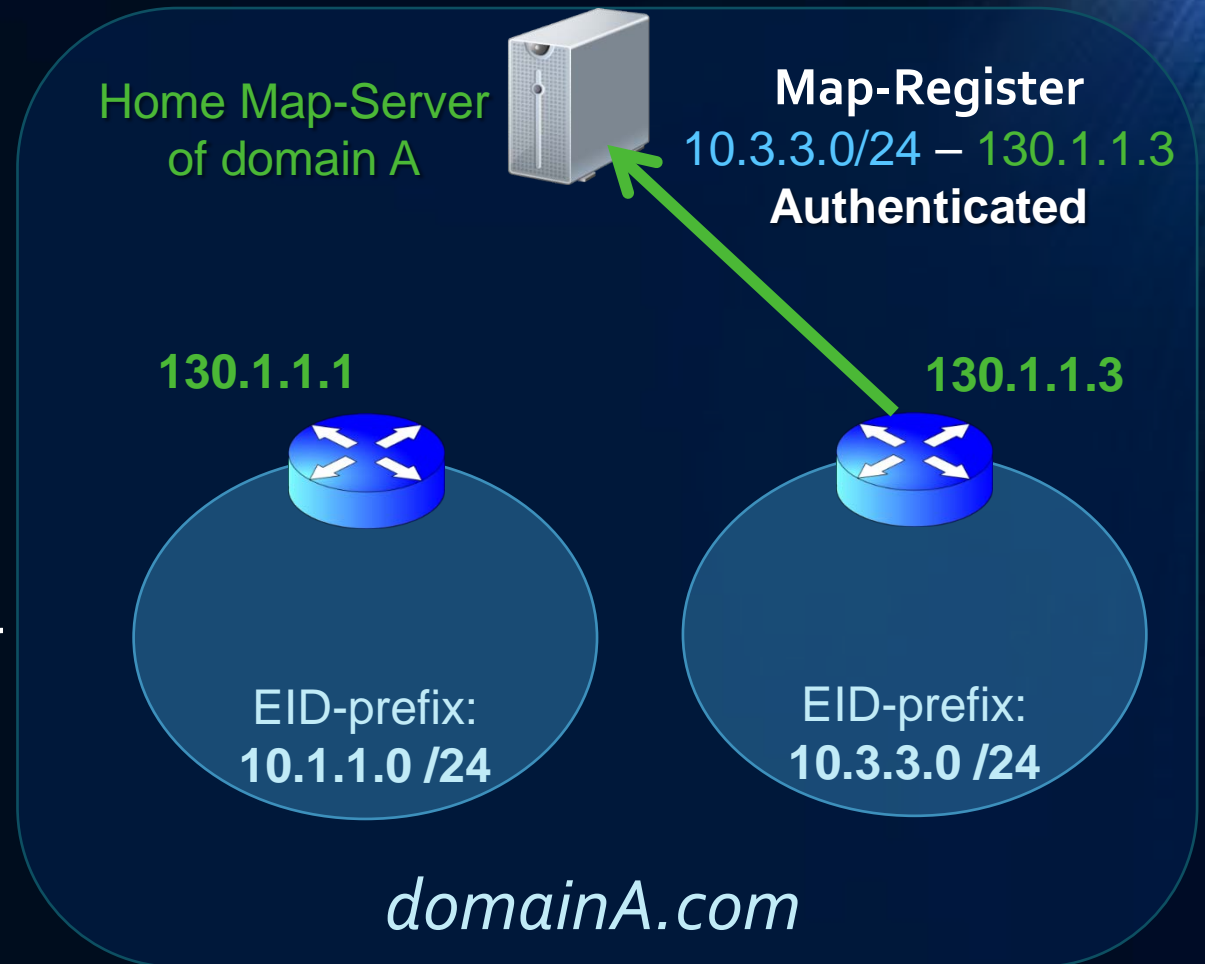 Home Map-Server
of domain A
Map-Register
10.3.3.0/24 – 130.1.1.3
Authenticated
130.1.1.1
130.1.1.3
EID-prefix:
10.1.1.0 /24
EID-prefix:
10.3.3.0 /24
domainA.com